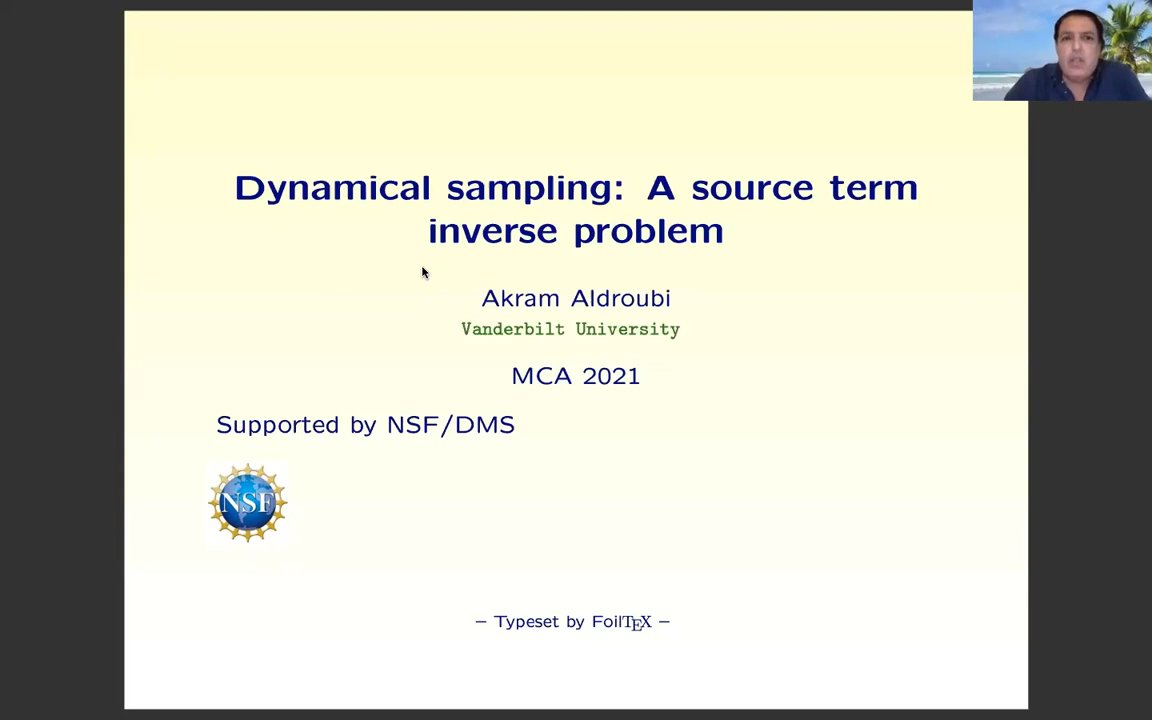 Dynamical sampling: A source term
inverse problem
Akram Aldroubi
Vanderbilt University
MCA 2021
Supported by NSF/DMS
NSF
– Typeset by FoilTEX –